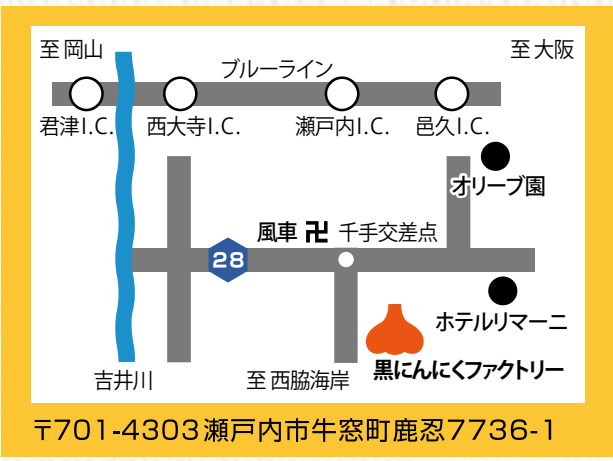 至岡山
至大阪
ブルーライン
君津I.C.
西大寺I.C.
瀬戸内I.C.
邑久I.C.
オリーブ園
風車 卍 千手交差点
28
ホテルリマーニ
黒にんにくファクトリー
吉井川
至西脇海岸
〒701-4303瀬戸内市牛窓町鹿忍7736-1